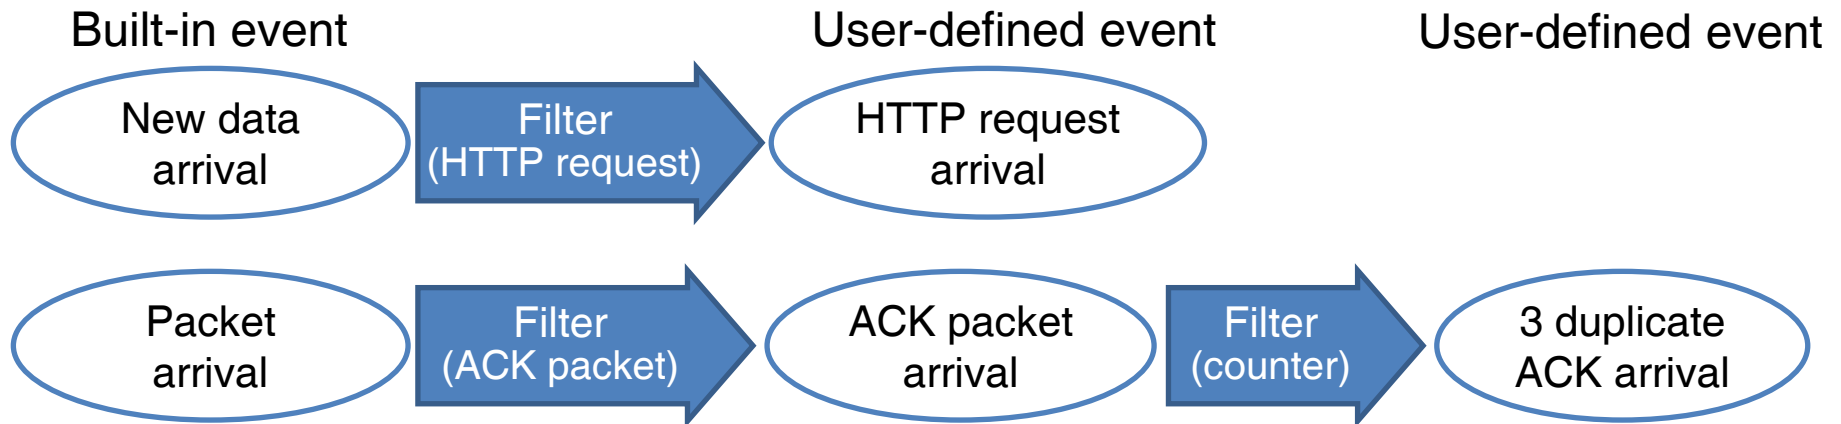 Built-in event
User-defined event
User-defined event
New data
arrival
Filter
(HTTP request)
HTTP request
arrival
Packet
arrival
Filter
(ACK packet)
ACK packet
arrival
Filter
(counter)
3 duplicate
ACK arrival